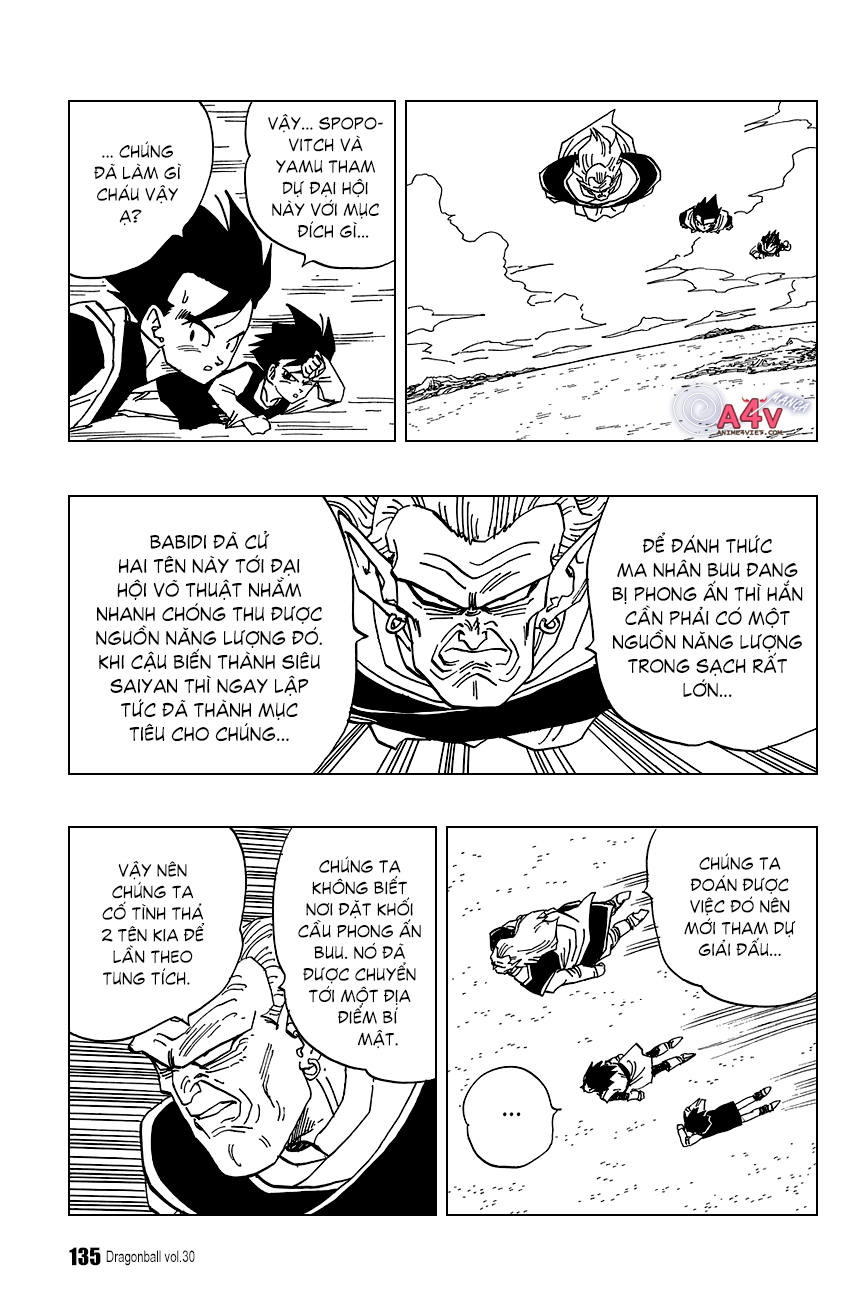 VẬY... SPOPO-
VITCH VÀ
YAMU THAM
DỰ ĐẠI HỘI
NÀY VỚI MỤC
ĐÍCH GÌ...
... CHÚNG
ĐÃ LÀM GÌ
CHÁU VẬY
Ạ?
A4V
MANGA
ANIME4VIET.COM
ĐỂ ĐÁNH THỨC
MA NHÂN BUU ĐANG
BỊ PHONG ẤN THÌ HẮN
CẦN PHẢI CÓ MỘT
NGUỒN NĂNG LƯỢNG
TRONG SẠCH RẤT
LỚN...
BABIDI ĐÃ CỬ
HAI TÊN NÀY TỚI ĐẠI
HỘI VÕ THUẬT NHẰM
NHANH CHÓNG THU ĐƯỢC
NGUỒN NĂNG LƯỢNG ĐÓ.
KHI CẬU BIẾN THÀNH SIÊU
SAIYAN THÌ NGAY LẬP
TỨC ĐÃ THÀNH MỤC
TIÊU CHO CHÚNG...
CHÚNG TA
ĐOÁN ĐƯỢC
VIỆC ĐÓ NÊN
MỚI THAM DỰ
GIẢI ĐẤU...
...
CHÚNG TA
KHÔNG BIẾT
NƠI ĐẶT KHỐI
CẦU PHONG ẤN
BUU. NÓ ĐÃ
ĐƯỢC CHUYỂN
TỚI MỘT ĐỊA
ĐIỂM BÍ
MẬT.
VẬY NÊN
CHÚNG TA
CỐ TÌNH THẢ
2 TÊN KIA ĐỂ
LẦN THEO
TUNG TÍCH.
135 Dragonball vol.30